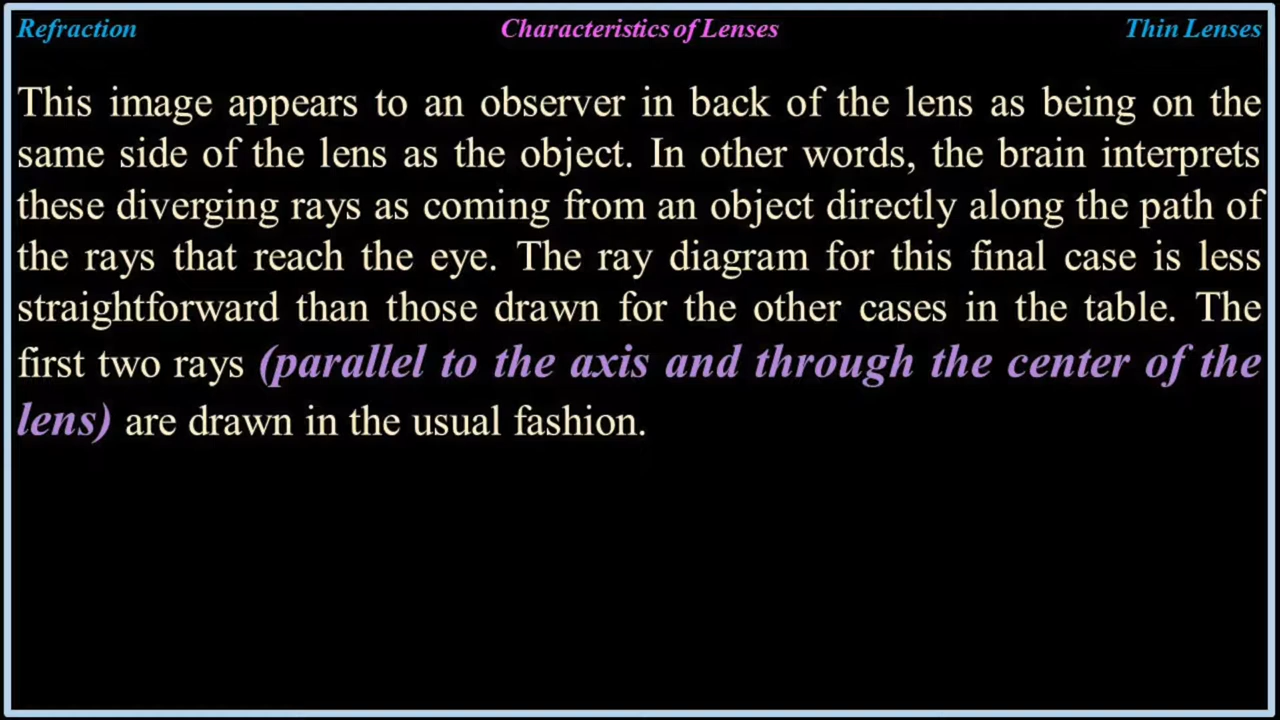 Refraction Characteristics of Lenses Thin Lenses
This image appears to an observer in back of the lens as being on the
same side of the lens as the object. In other words, the brain interprets
these diverging rays as coming from an object directly along the path of
the rays that reach the eye. The ray diagram for this final case is less
straightforward than those drawn for the other cases in the table. The
first two rays (parallel to the axis and through the center of the
lens) are drawn in the usual fashion.